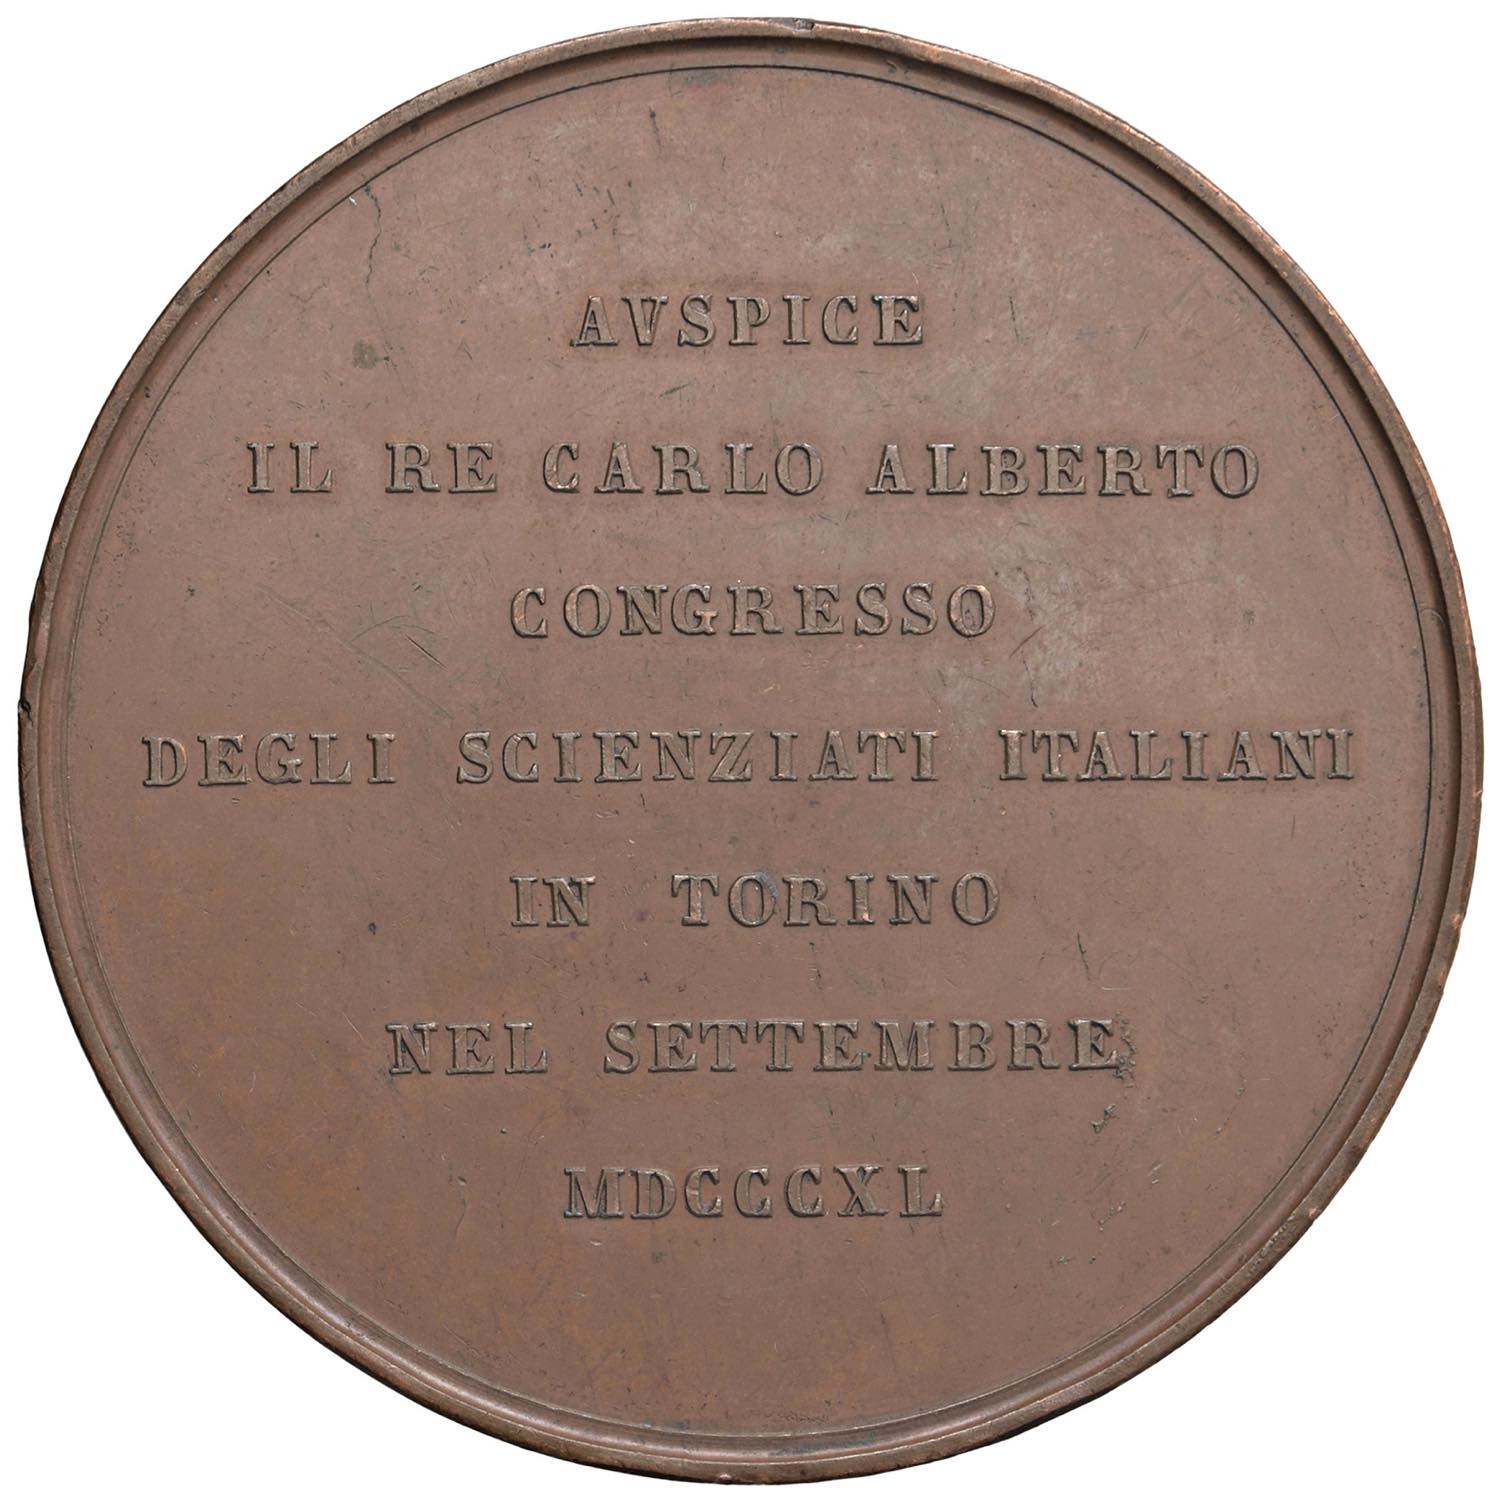 AVSPICE
IL RE CARLO ALBERTO
CONGRESSO
DEGLI SCIENZIATI ITALIANI
IN TORINO
NEL SETTEMBRE
MDCCCXL